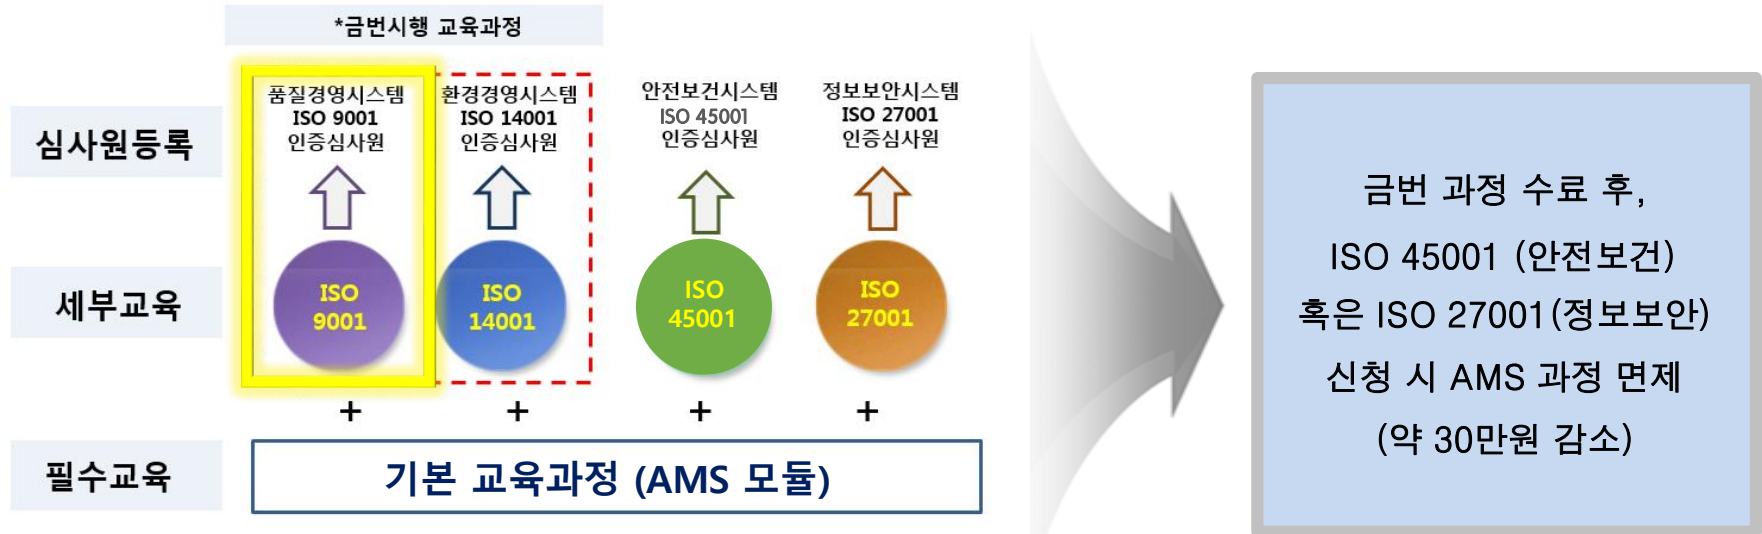 *금번시행 교육과정
심사원등록
품질경영시스템
ISO 9001
인증심사원
환경경영시스템
ISO 14001
인증심사원
안전보건시스템
ISO 45001
인증심사원
정보보안시스템
ISO 27001
인증심사원
세부교육
ISO
9001
ISO
14001
ISO
45001
ISO
27001
+
+
+
+
필수교육
기본 교육과정 (AMS 모듈)
금번 과정 수료 후,
ISO 45001 (안전보건)
혹은 ISO 27001(정보보안)
신청 시 AMS 과정 면제
(약 30만원 감소)